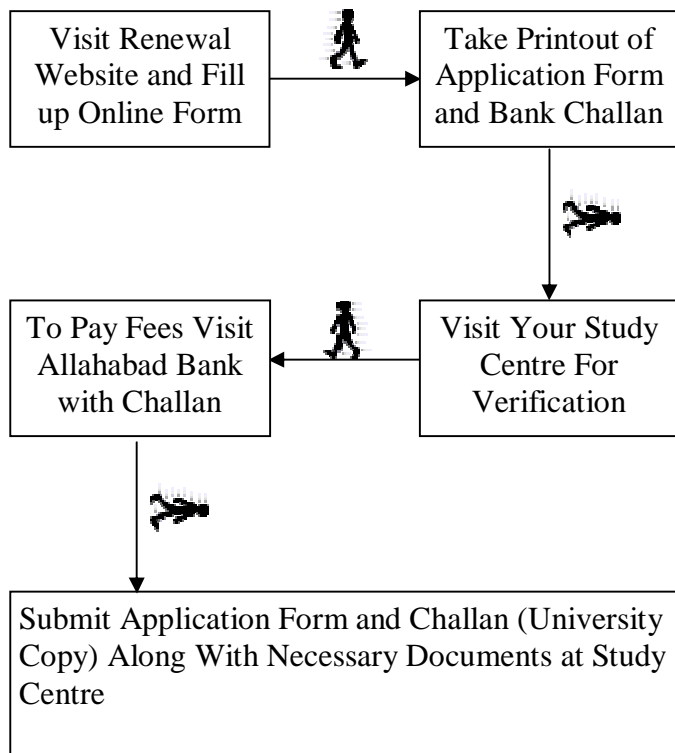 Visit Renewal
Website and Fill
up Online Form
Take Printout of
Application Form
and Bank Challan
Visit Your Study
Centre For
Verification
To Pay Fees Visit
Allahabad Bank
with Challan
Submit Application Form and Challan (University
Copy) Along With Necessary Documents at Study
Centre